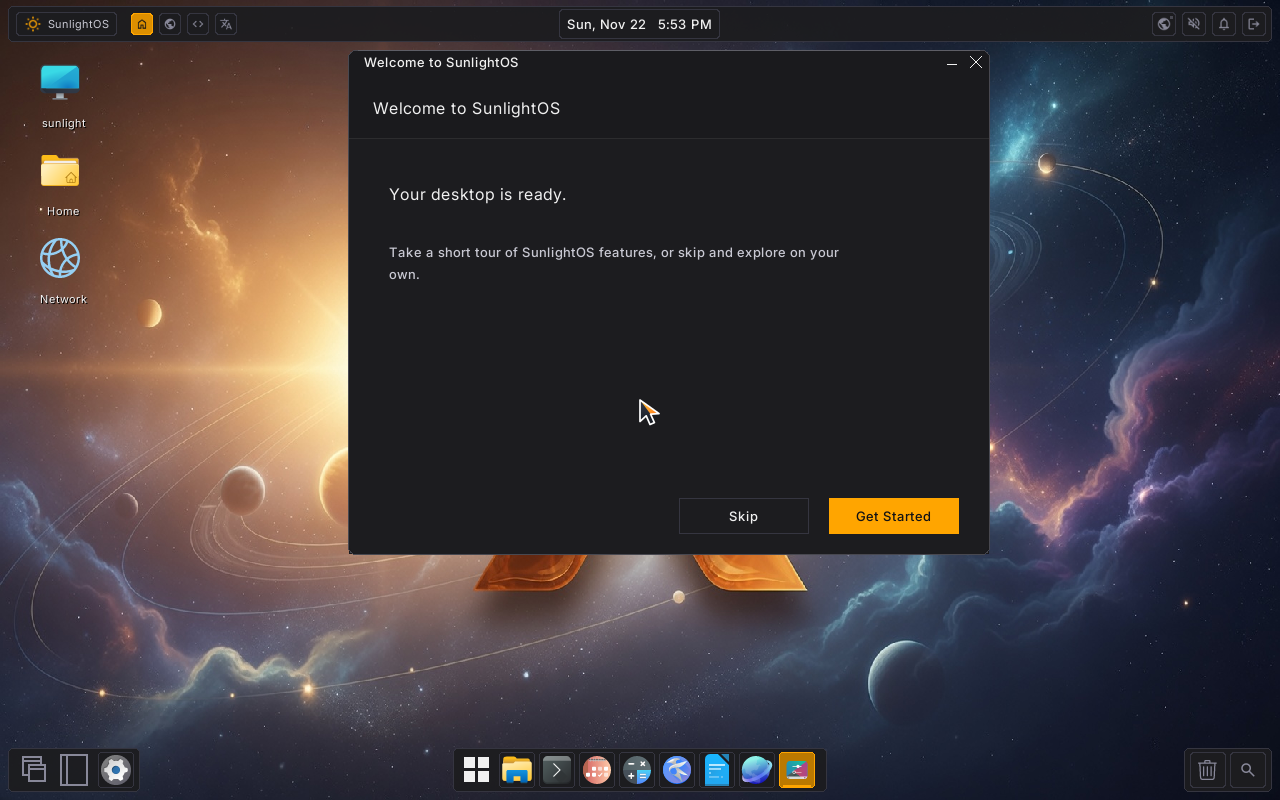 SunlightOS
Sun, Nov 22 5:53 PM
Welcome to SunlightOS
Welcome to SunlightOS
sunlight
Home
Network
Your desktop is ready.
Take a short tour of SunlightOS features, or skip and explore on your
own.
Skip
Get Started